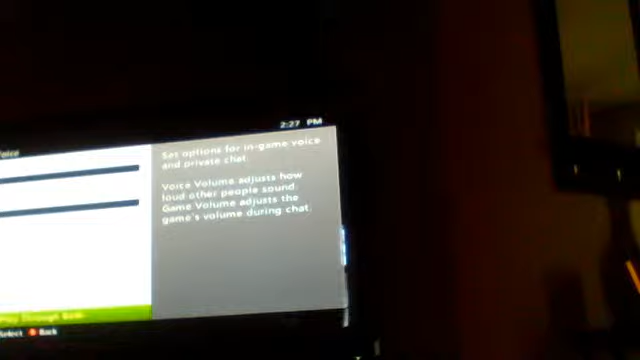 2:27 PM
Voice
Set options for in-game voice
and private chat.
Voice Volume adjusts how
loud other people sound.
Game Volume adjusts the
game's volume during chat.
Select Back